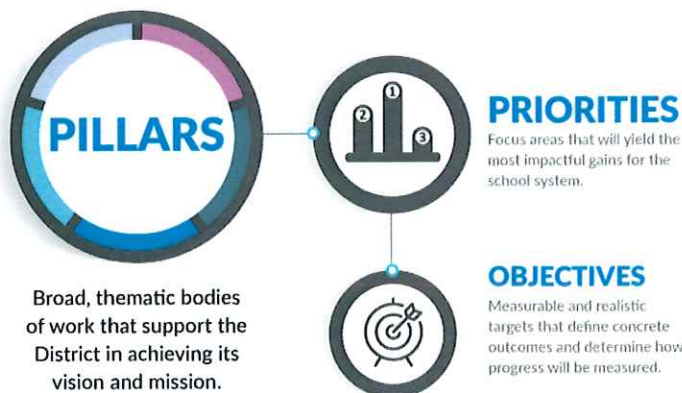 PILLARS
Broad, thematic bodies
of work that support the
District in achieving its
vision and mission.
1
2
3
PRIORITIES
Focus areas that will yield the
most impactful gains for the
school system.
OBJECTIVES
Measurable and realistic
targets that define concrete
outcomes and determine how
progress will be measured.